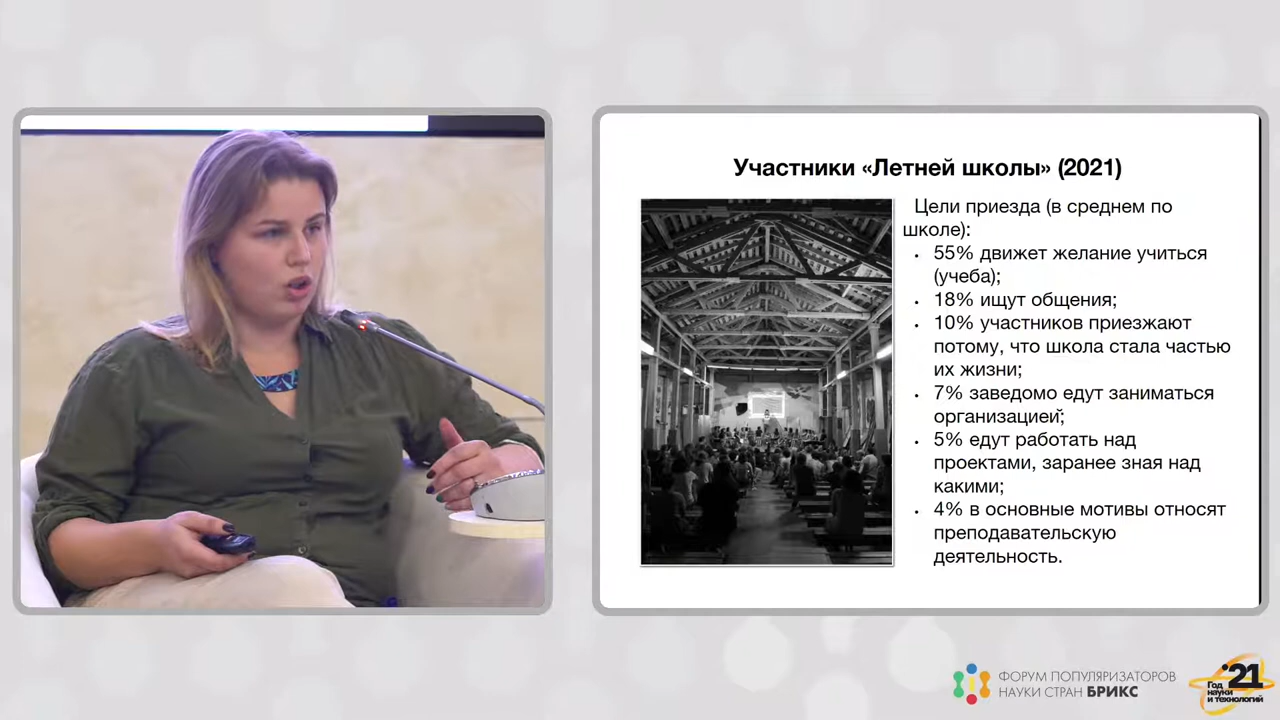 Участники «Летней школы» (2021)
Цели приезда (в среднем по
школе):
• 55% движет желание учиться
(учеба);
• 18% ищут общения;
• 10% участников приезжают
потому, что школа стала частью
их жизни;
• 7% заведомо едут заниматься
организацией;
• 5% едут работать над
проектами, заранее зная над
какими;
• 4% в основные мотивы относят
преподавательскую
деятельность.
ФОРУМ ПОПУЛЯРИЗАТОРОВ
НАУКИ СТРАН БРИКС
'21
Год
науки
и технологий